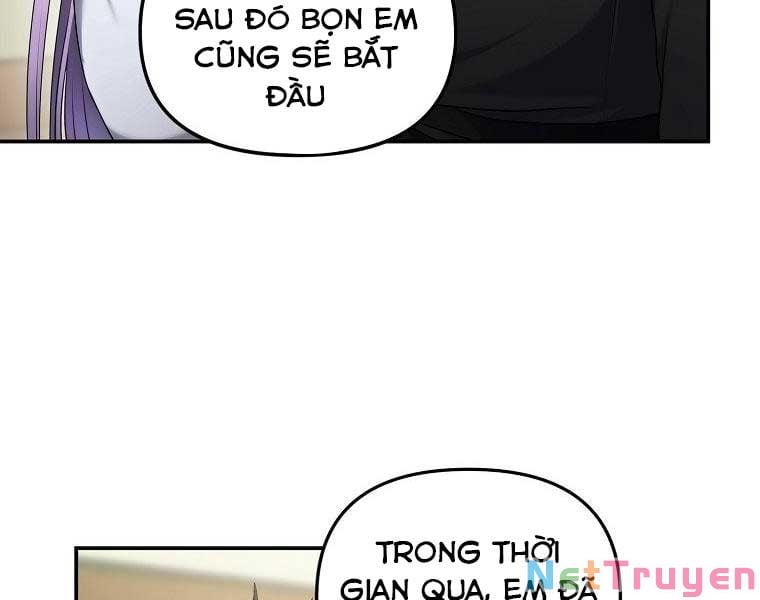 SAU ĐÓ BỌN EM
CŨNG SẼ BẮT
ĐẦU
TRONG THỜI
GIAN QUA, EM ĐÃ
NetTruyen